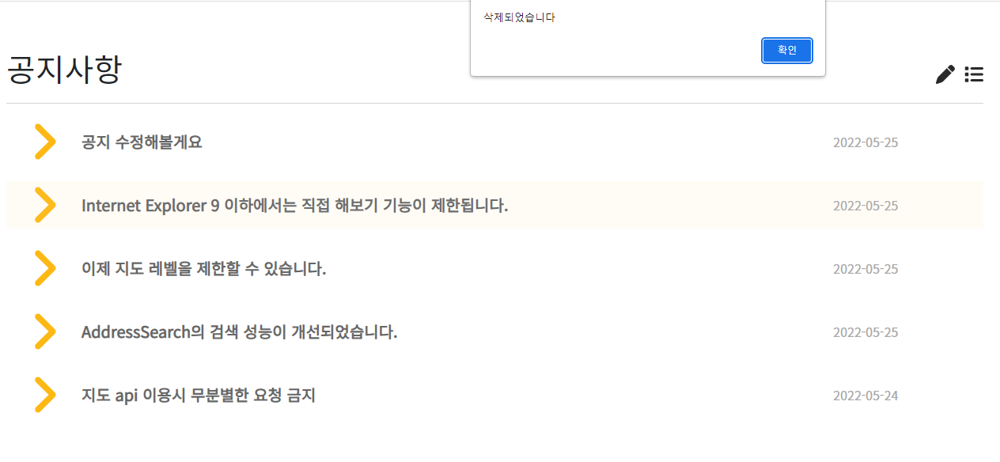 삭제되었습니다
확인
공지사항
공지 수정해볼게요 2022-05-25
Internet Explorer 9 이하에서는 직접 해보기 기능이 제한됩니다. 2022-05-25
이제 지도 레벨을 제한할 수 있습니다. 2022-05-25
AddressSearch의 검색 성능이 개선되었습니다. 2022-05-25
지도 api 이용시 무분별한 요청 금지 2022-05-24